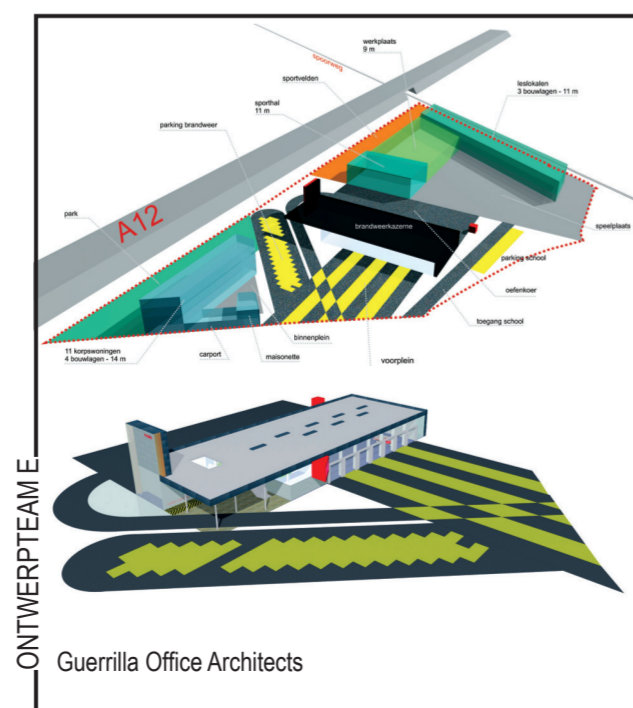 spoorweg
werkplaats
9 m
sportvelden
leslokalen
3 bouwlagen - 11 m
sporthal
11 m
parking brandweer
A12
park
brandweerkazerne
speelplaats
parking school
oefenkoer
toegang school
binnenplein
11 korpswoningen
4 bouwlagen - 14 m
carport
maisonette
voorplein
ONTWERPTEAM E
Guerrilla Office Architects